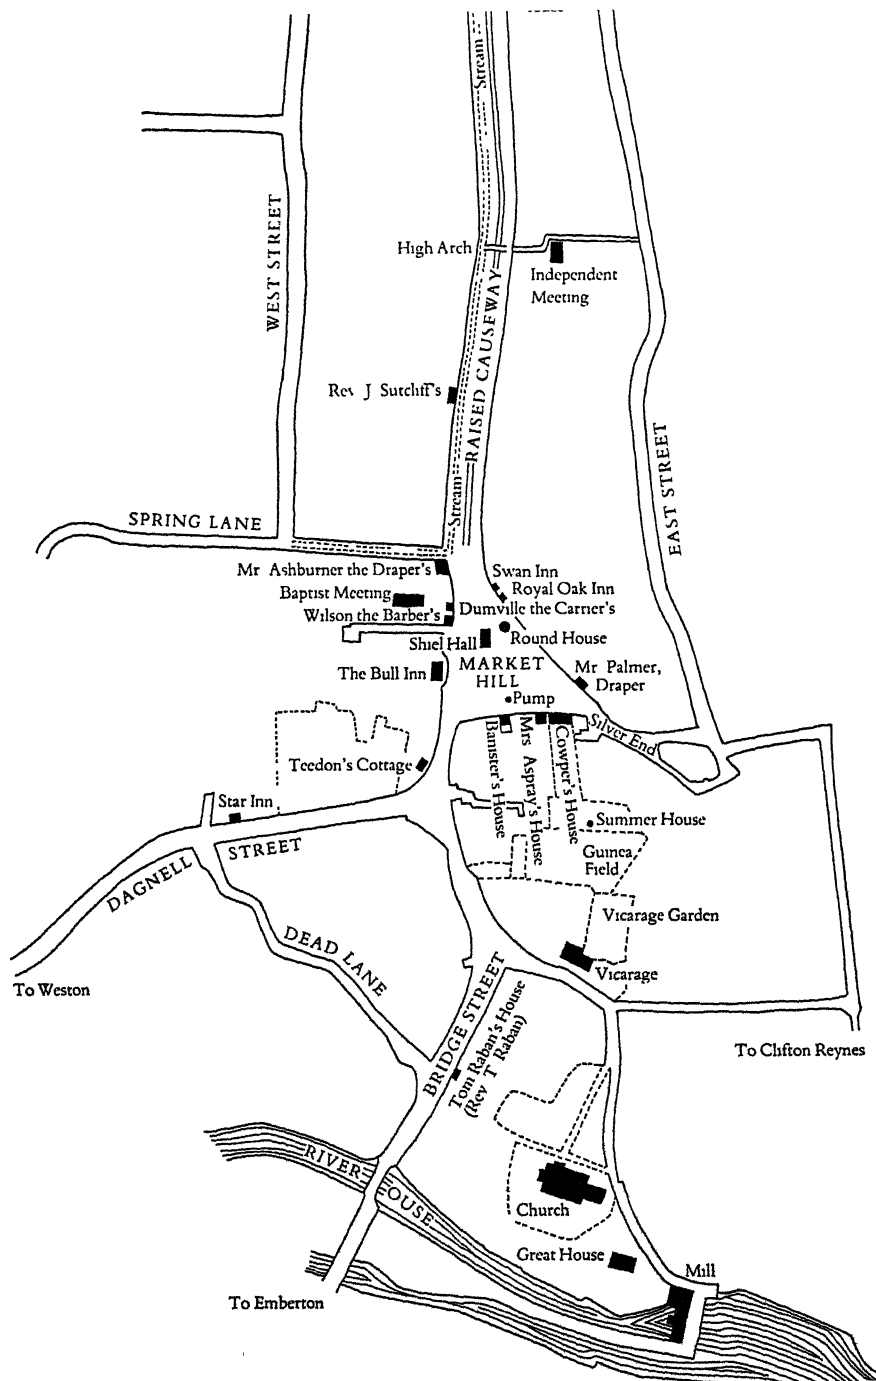 Stream
WEST STREET
High Arch
Independent
Meeting
RAISED CAUSEWAY
Rev J Sutcliff's
EAST STREET
Stream
SPRING LANE
Mr Ashburner the Draper's
Swan Inn
Royal Oak Inn
Baptist Meeting
Dumville the Carrier's
Wilson the Barber's
Round House
Shiel Hall
MARKET
HILL
The Bull Inn
Mr Palmer,
Draper
Pump
Silver End
Banister's House
Mrs Aspray's House
Cowper's House
Teedon's Cottage
Star Inn
Summer House
DAGNELL STREET
Guinea
Field
Vicarage Garden
DEAD LANE
Vicarage
To Weston
BRIDGE STREET
Tom Raban's House
(Rev T Raban)
To Clifton Reynes
RIVER OUSE
Church
Great House
Mill
To Emberton